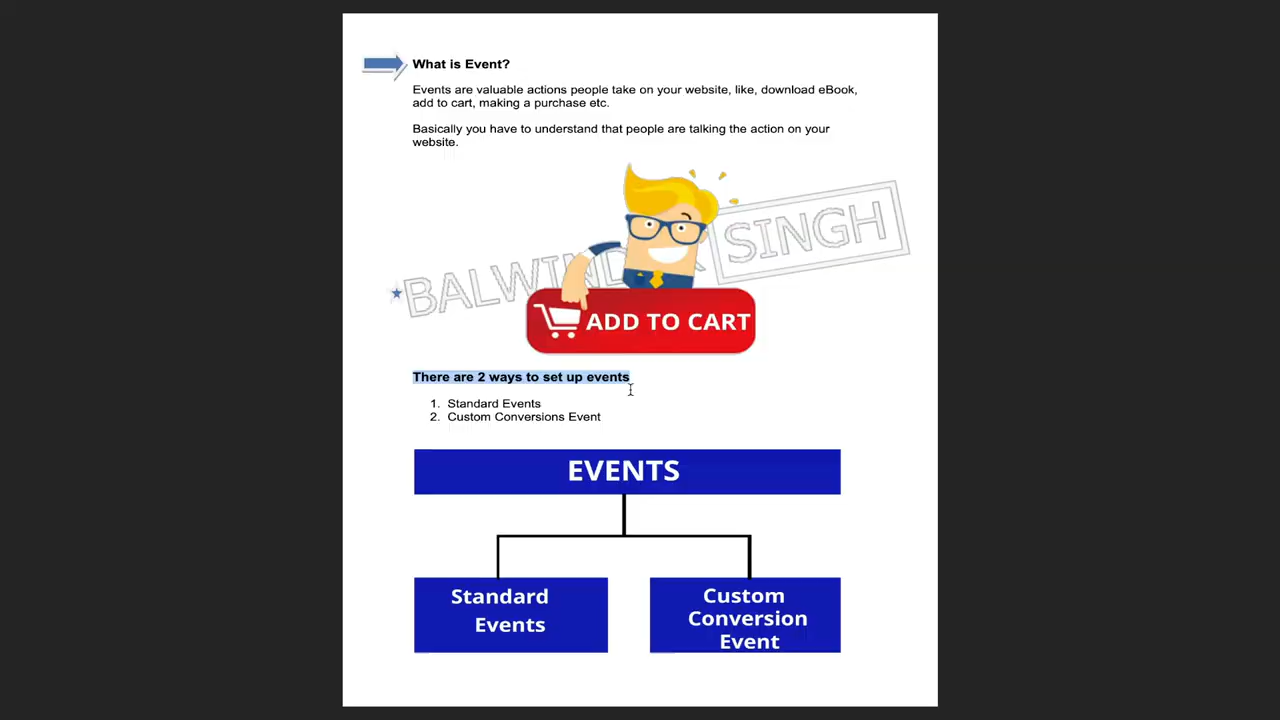 What is Event?
Events are valuable actions people take on your website, like, download eBook,
add to cart, making a purchase etc.
Basically you have to understand that people are talking the action on your
website.
BALWINDER SINGH
ADD TO CART
There are 2 ways to set up events
1. Standard Events
2. Custom Conversions Event
EVENTS
Standard
Events
Custom
Conversion
Event